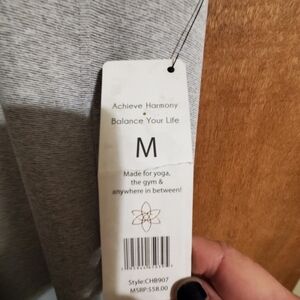 Achieve Harmony
•
Balance Your Life
M
Made for yoga,
the gym &
anywhere in between!
Style:CHB907
MSRP:$58.00